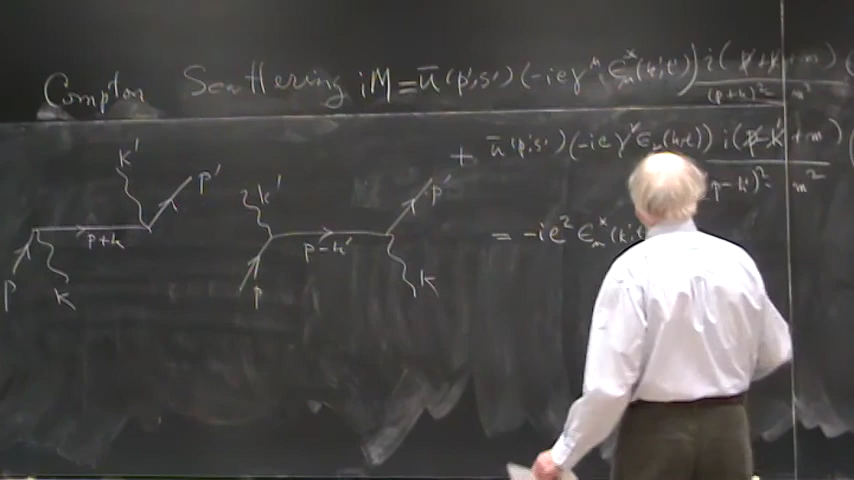 Compton Scattering iM = ū(p',s')(-ieγ^μ ε*_μ(k',t')) i(p̸+k̸+m) / (p+k)²-m² (
+ ū(p's')(-ieγ^ν ε_ν(k,t)) i(p̸-k̸'+m) / p-k')²-m² (
= -ie² ε*_μ(k't
k'
p'
p+k
p
k
k'
p'
p-k'
p
k